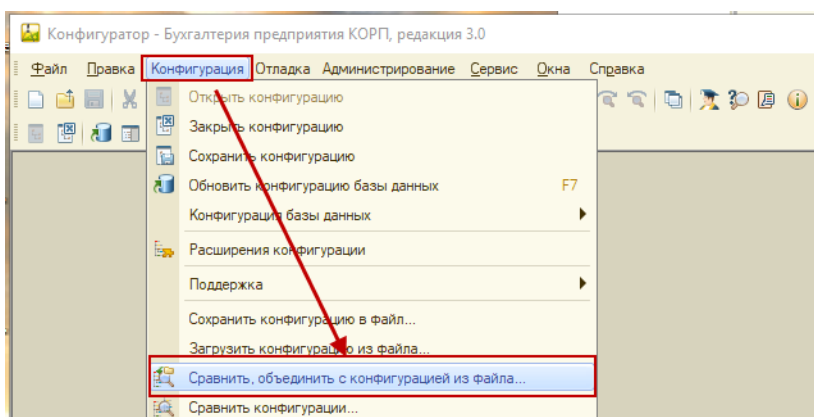 Конфигуратор - Бухгалтерия предприятия КОРП, редакция 3.0
Файл Правка Конфигурация Отладка Администрирование Сервис Окна Справка
Открыть конфигурацию
Закрыть конфигурацию
Сохранить конфигурацию
Обновить конфигурацию базы данных F7
Конфигурация базы данных
Расширения конфигурации
Поддержка
Сохранить конфигурацию в файл...
Загрузить конфигурацию из файла...
Сравнить, объединить с конфигурацией из файла...
Сравнить конфигурации...